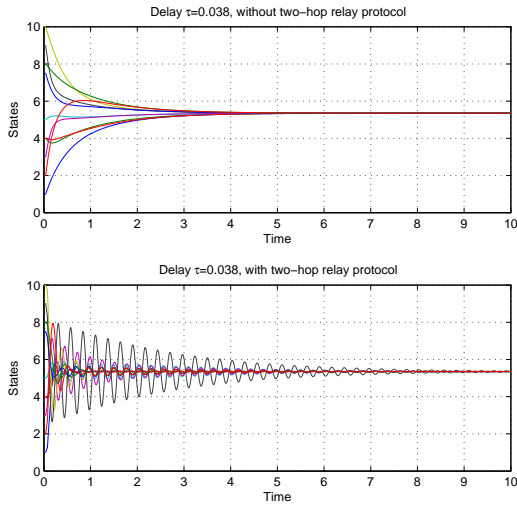 Delay τ=0.038, without two-hop relay protocol
10
8
6
4
2
0
States
0 1 2 3 4 5 6 7 8 9 10
Time
Delay τ=0.038, with two-hop relay protocol
10
8
6
4
2
0
States
0 1 2 3 4 5 6 7 8 9 10
Time